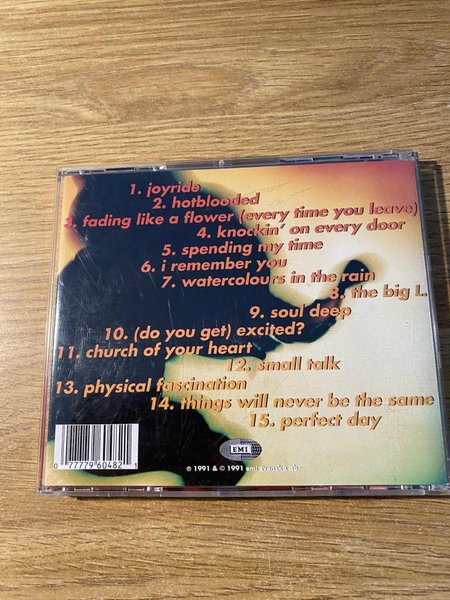 1. joyride
2. hotblooded
3. fading like a flower (every time you leave)
4. knockin' on every door
5. spending my time
6. i remember you
7. watercolours in the rain
8. the big L.
9. soul deep
10. (do you get) excited?
11. church of your heart
12. small talk
13. physical fascination
14. things will never be the same
15. perfect day
EMI
0 77779 60482 1
℗ 1991 & © 1991 emi svenska ab.